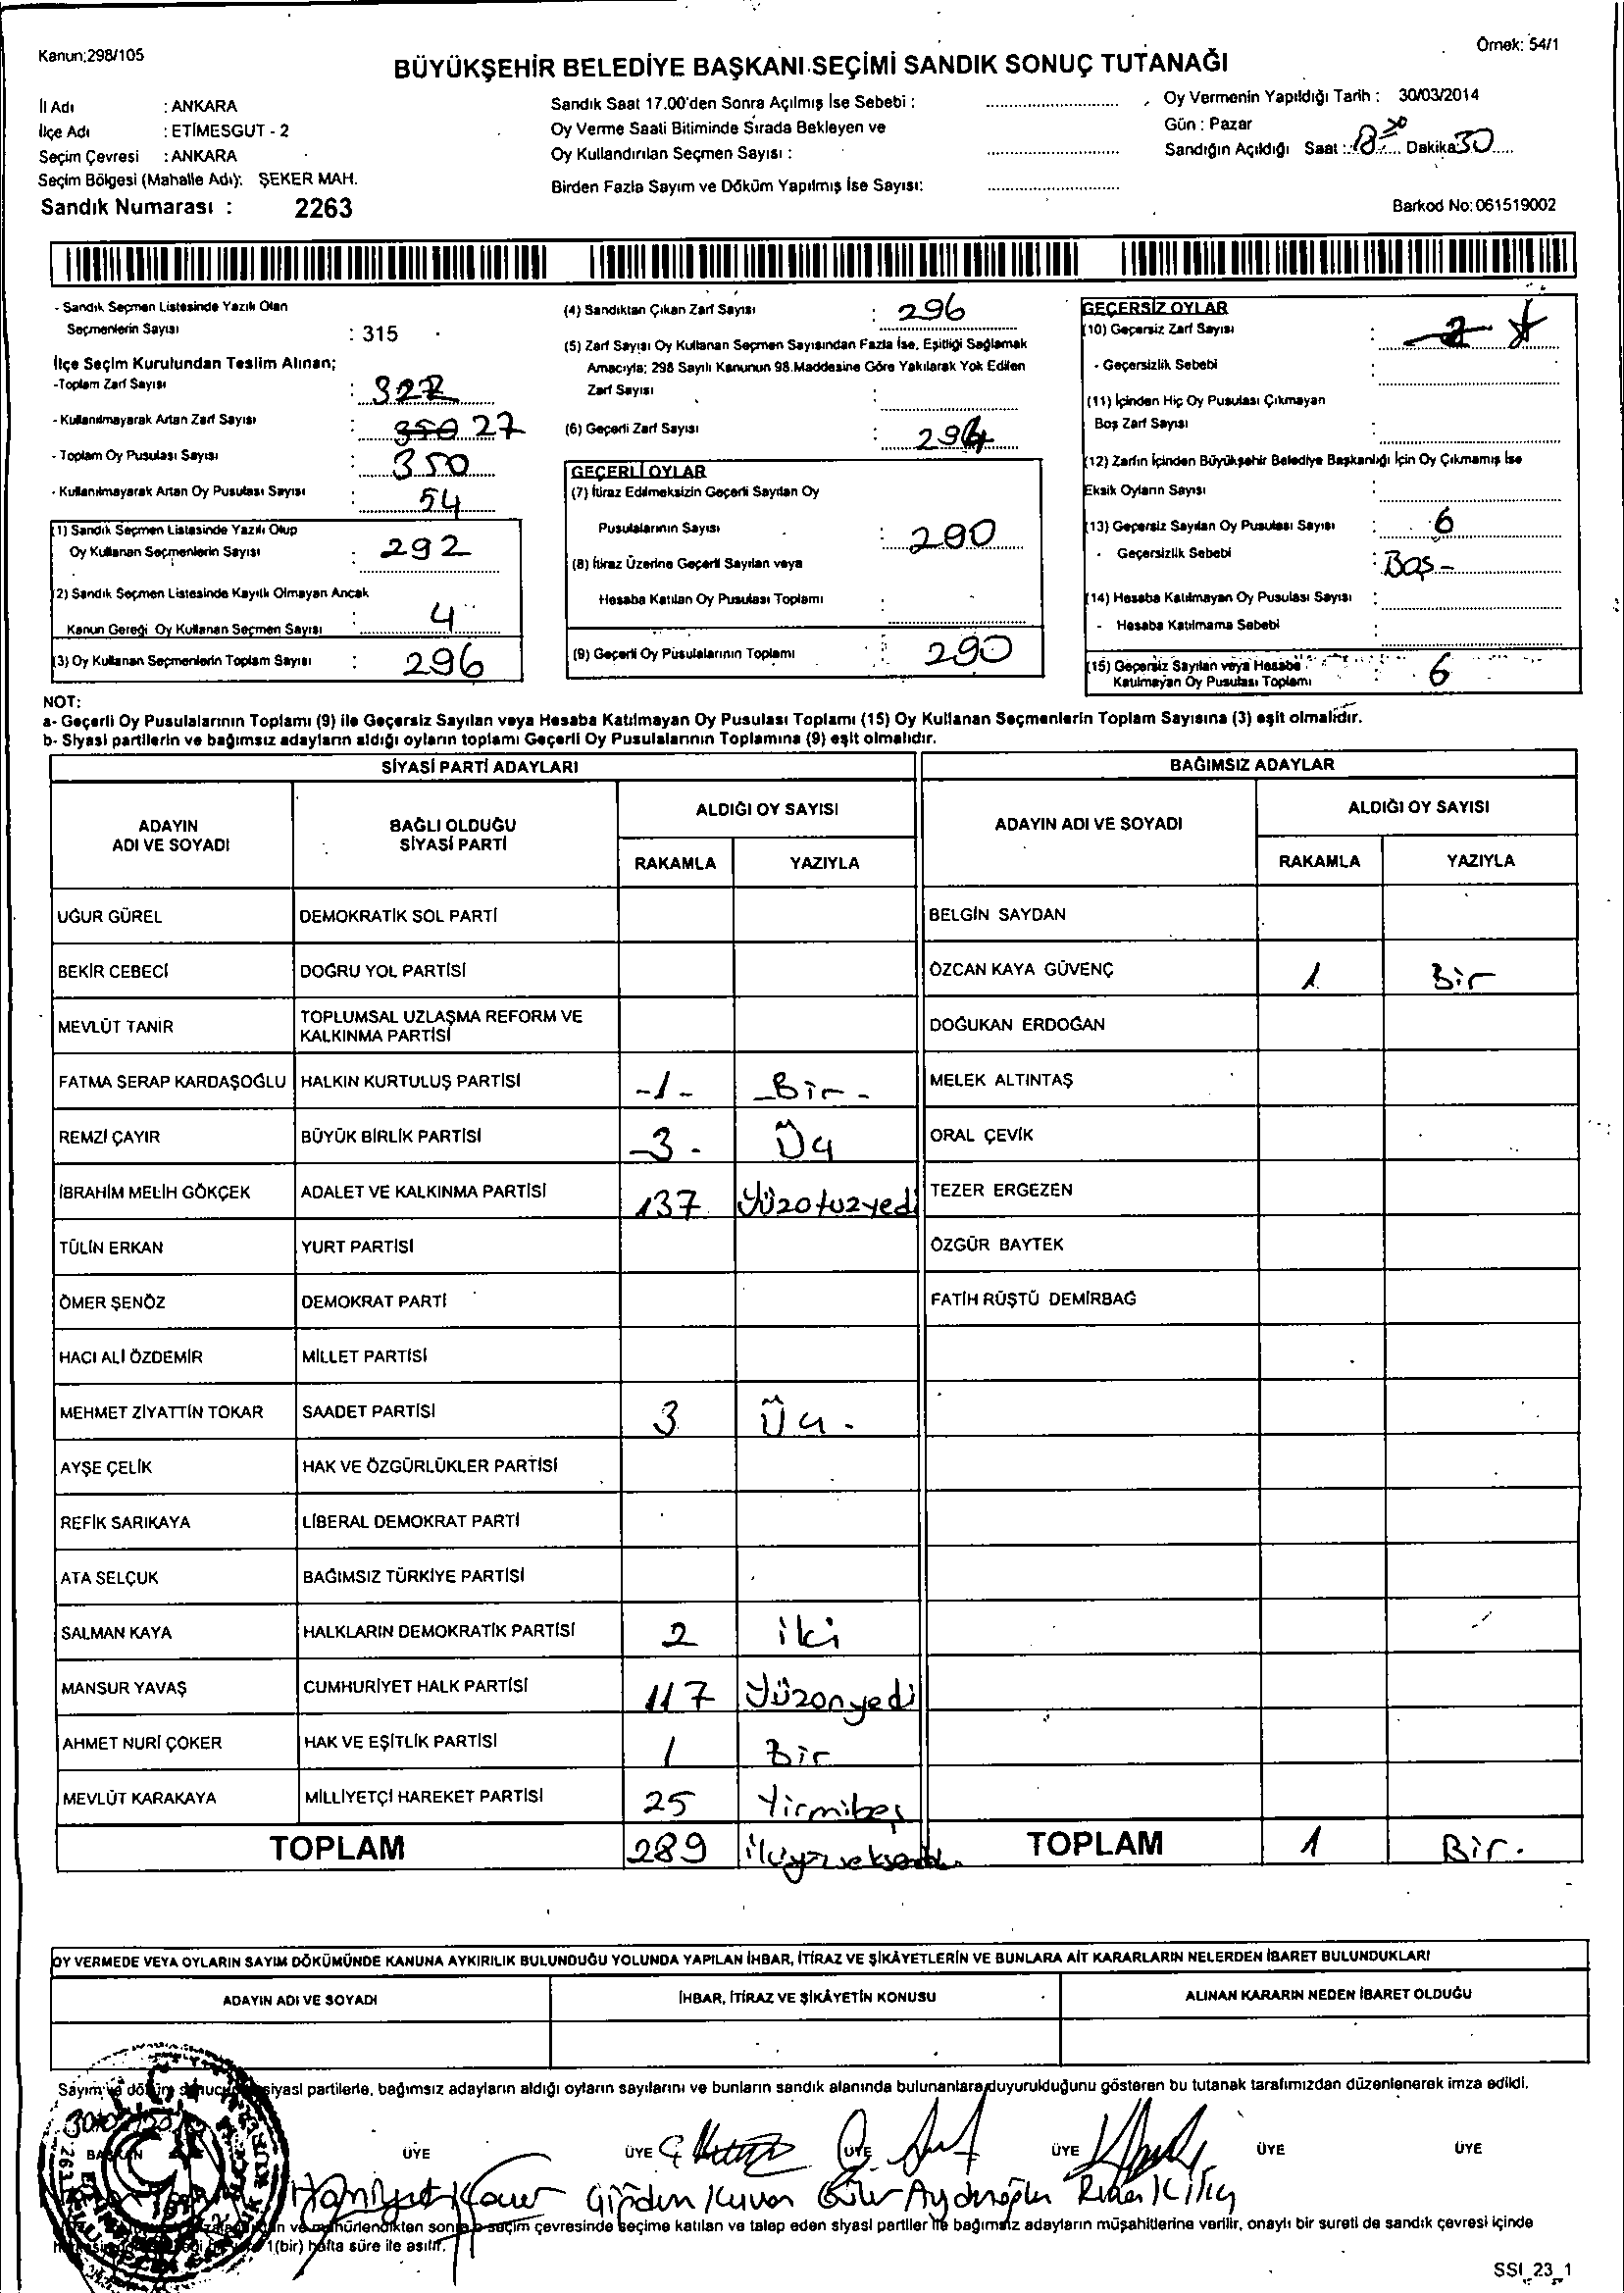 Kanun:298/105
Örnek: 54/1
BÜYÜKŞEHİR BELEDİYE BAŞKANI SEÇİMİ SANDIK SONUÇ TUTANAĞI
İl Adı : ANKARA
İlçe Adı : ETİMESGUT - 2
Seçim Çevresi : ANKARA
Seçim Bölgesi (Mahalle Adı): ŞEKER MAH.
Sandık Numarası : 2263
Sandık Saat 17.00'den Sonra Açılmış İse Sebebi :
Oy Verme Saati Bitiminde Sırada Bekleyen ve
Oy Kullandırılan Seçmen Sayısı :
Birden Fazla Sayım ve Döküm Yapılmış İse Sayısı:
Oy Vermenin Yapıldığı Tarih : 30/03/2014
Gün : Pazar
Sandığın Açıldığı Saat : 18 Dakika 30
Barkod No: 061519002
- Sandık Seçmen Listesinde Yazılı Olan
Seçmenlerin Sayısı : 315
İlçe Seçim Kurulundan Teslim Alınan;
-Toplam Zarf Sayısı :
- Kullanılmayarak Artan Zarf Sayısı : 350 27
- Toplam Oy Pusulası Sayısı : 350
- Kullanılmayarak Artan Oy Pusulası Sayısı : 54
(1) Sandık Seçmen Listesinde Yazılı Olup
Oy Kullanan Seçmenlerin Sayısı : 292
(2) Sandık Seçmen Listesinde Kayıtlı Olmayan Ancak
Kanun Gereği Oy Kullanan Seçmen Sayısı : 4
(3) Oy Kullanan Seçmenlerin Toplam Sayısı : 296
(4) Sandıktan Çıkan Zarf Sayısı : 296
(5) Zarf Sayısı Oy Kullanan Seçmen Sayısından Fazla İse, Eşitliği Sağlamak
Amacıyla; 298 Sayılı Kanunun 98.Maddesine Göre Yakılarak Yok Edilen
Zarf Sayısı :
(6) Geçerli Zarf Sayısı :
GEÇERLİ OYLAR
(7) İtiraz Edilmeksizin Geçerli Sayılan Oy
Pusulalarının Sayısı : 290
(8) İtiraz Üzerine Geçerli Sayılan veya
Hesaba Katılan Oy Pusulası Toplamı :
(9) Geçerli Oy Pusulalarının Toplamı : 290
GEÇERSİZ OYLAR
(10) Geçersiz Zarf Sayısı : 2
- Geçersizlik Sebebi :
(11) İçinden Hiç Oy Pusulası Çıkmayan
Boş Zarf Sayısı :
(12) Zarfın İçinden Büyükşehir Belediye Başkanlığı İçin Oy Çıkmamış İse
Eksik Oyların Sayısı :
(13) Geçersiz Sayılan Oy Pusulası Sayısı : 6
- Geçersizlik Sebebi : Boş -
(14) Hesaba Katılmayan Oy Pusulası Sayısı :
- Hesaba Katılmama Sebebi :
(15) Geçersiz Sayılan veya Hesaba
Katılmayan Oy Pusulası Toplamı : 6
NOT:
a- Geçerli Oy Pusulalarının Toplamı (9) ile Geçersiz Sayılan veya Hesaba Katılmayan Oy Pusulası Toplamı (15) Oy Kullanan Seçmenlerin Toplam Sayısına (3) eşit olmalıdır.
b- Siyasi partilerin ve bağımsız adayların aldığı oyların toplamı Geçerli Oy Pusulalarının Toplamına (9) eşit olmalıdır.
SİYASİ PARTİ ADAYLARI BAĞIMSIZ ADAYLAR
ADAYIN ADI VE SOYADI BAĞLI OLDUĞU SİYASİ PARTİ ALDIĞI OY SAYISI ADAYIN ADI VE SOYADI ALDIĞI OY SAYISI
RAKAMLA YAZIYLA RAKAMLA YAZIYLA
UĞUR GÜREL DEMOKRATİK SOL PARTİ BELGİN SAYDAN
BEKİR CEBECİ DOĞRU YOL PARTİSİ ÖZCAN KAYA GÜVENÇ 1 Bir
MEVLÜT TANIR TOPLUMSAL UZLAŞMA REFORM VE KALKINMA PARTİSİ DOĞUKAN ERDOĞAN
FATMA SERAP KARDAŞOĞLU HALKIN KURTULUŞ PARTİSİ -1- -Bir- MELEK ALTINTAŞ
REMZİ ÇAYIR BÜYÜK BİRLİK PARTİSİ -3- Üç ORAL ÇEVİK
İBRAHİM MELİH GÖKÇEK ADALET VE KALKINMA PARTİSİ 137 Yüzotuzyedi TEZER ERGEZEN
TÜLİN ERKAN YURT PARTİSİ ÖZGÜR BAYTEK
ÖMER ŞENÖZ DEMOKRAT PARTİ FATİH RÜŞTÜ DEMİRBAĞ
HACI ALİ ÖZDEMİR MİLLET PARTİSİ
MEHMET ZİYATTİN TOKAR SAADET PARTİSİ 3 Üç.
AYŞE ÇELİK HAK VE ÖZGÜRLÜKLER PARTİSİ
REFİK SARIKAYA LİBERAL DEMOKRAT PARTİ
ATA SELÇUK BAĞIMSIZ TÜRKİYE PARTİSİ
SALMAN KAYA HALKLARIN DEMOKRATİK PARTİSİ 2 iki
MANSUR YAVAŞ CUMHURİYET HALK PARTİSİ 117 Yüzonyedi
AHMET NURİ ÇOKER HAK VE EŞİTLİK PARTİSİ 1 Bir
MEVLÜT KARAKAYA MİLLİYETÇİ HAREKET PARTİSİ 25 Yirmibeş
TOPLAM 289 TOPLAM 1 Bir.
OY VERMEDE VEYA OYLARIN SAYIM DÖKÜMÜNDE KANUNA AYKIRILIK BULUNDUĞU YOLUNDA YAPILAN İHBAR, İTİRAZ VE ŞİKÂYETLERİN VE BUNLARA AİT KARARLARIN NELERDEN İBARET BULUNDUKLARI
ADAYIN ADI VE SOYADI İHBAR, İTİRAZ VE ŞİKÂYETİN KONUSU ALINAN KARARIN NEDEN İBARET OLDUĞU
Sayım ve döküm siyasi partilerle, bağımsız adayların aldığı oyların sayılarını ve bunların sandık alanında bulunanlara duyurulduğunu gösteren bu tutanak tarafımızdan düzenlenerek imza edildi.
BAŞKAN ÜYE ÜYE ÜYE ÜYE ÜYE ÜYE
ve mühürlendikten sonra seçim çevresinde seçime katılan ve talep eden siyasi partiler ile bağımsız adayların müşahitlerine verilir, onaylı bir sureti de sandık çevresi içinde
1(bir) hafta süre ile asılır.
SSI_23_1